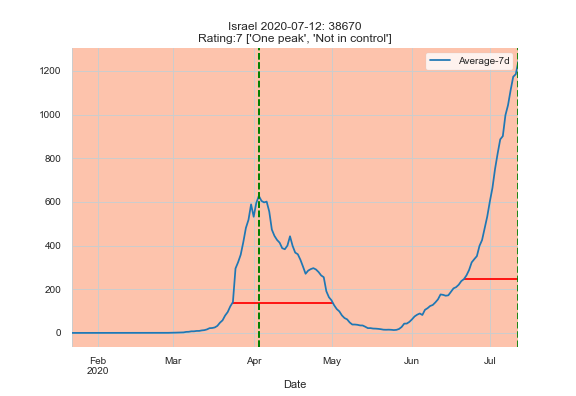 Israel 2020-07-12: 38670
Rating:7 ['One peak', 'Not in control']
Average-7d
1200
1000
800
600
400
200
0
Feb
2020
Mar
Apr
May
Jun
Jul
Date